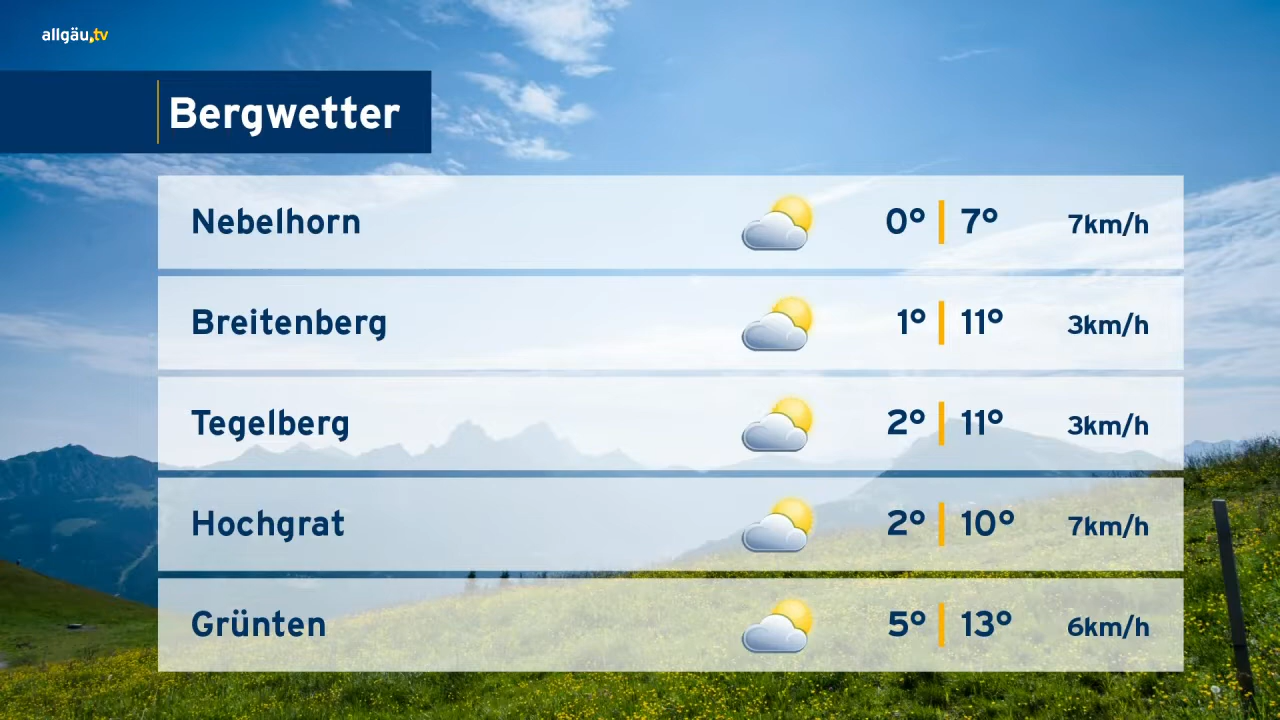 allgäu.tv
Bergwetter
Nebelhorn 0° 7° 7km/h
Breitenberg 1° 11° 3km/h
Tegelberg 2° 11° 3km/h
Hochgrat 2° 10° 7km/h
Grünten 5° 13° 6km/h